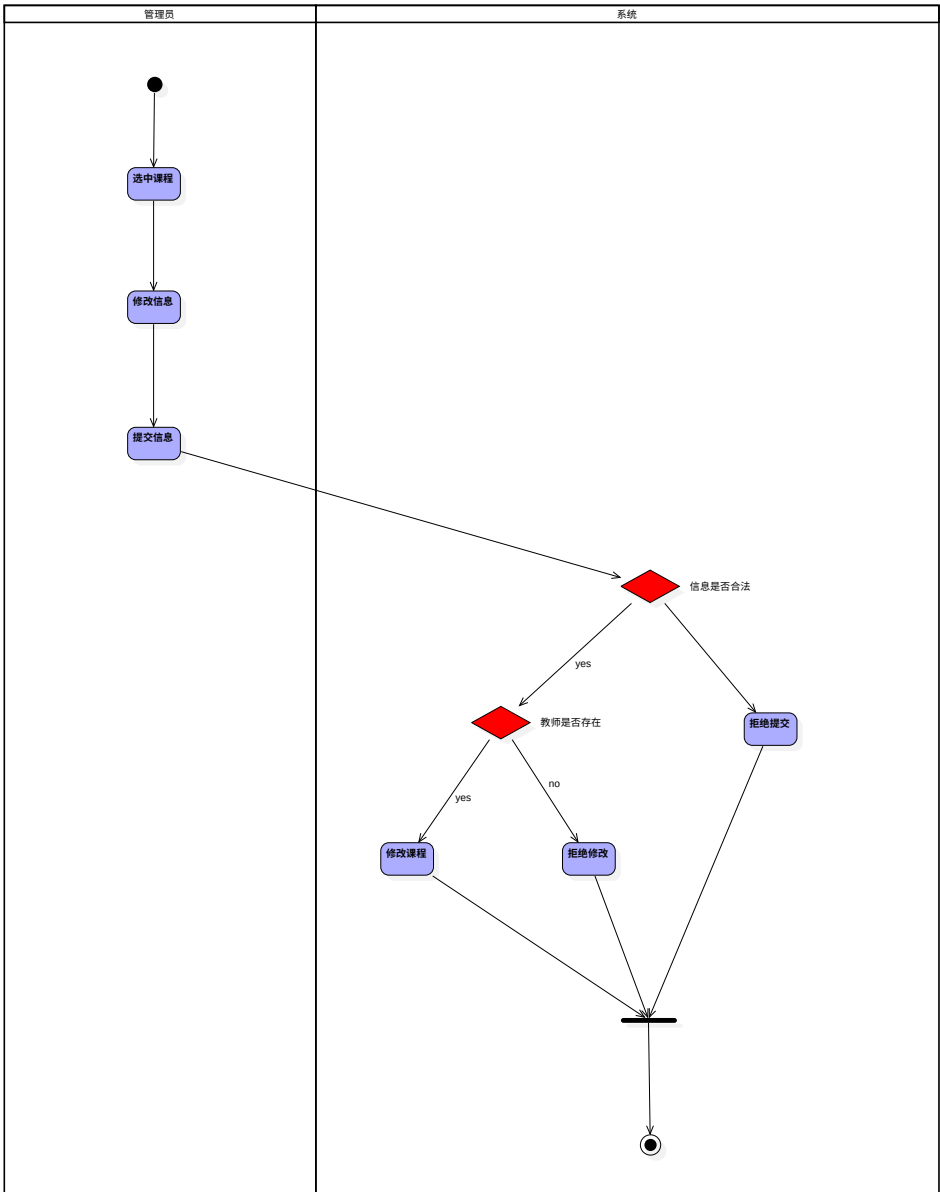 管理员
系统
选中课程
修改信息
提交信息
信息是否合法
yes
教师是否存在
拒绝提交
yes
no
修改课程
拒绝修改